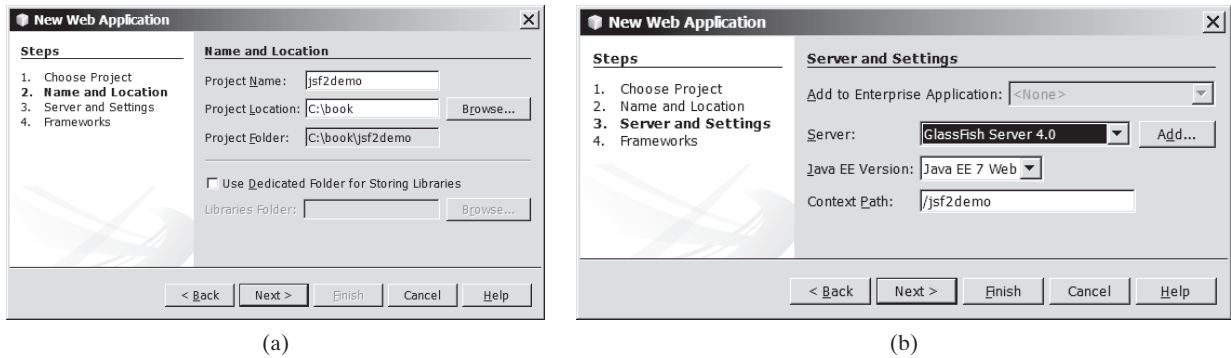 New Web Application
Steps
1. Choose Project
2. Name and Location
3. Server and Settings
4. Frameworks
Name and Location
Project Name: jsf2demo
Project Location: C:\book Browse...
Project Folder: C:\book\jsf2demo
Use Dedicated Folder for Storing Libraries
Libraries Folder: Browse...
< Back Next > Finish Cancel Help
(a)
New Web Application
Steps
1. Choose Project
2. Name and Location
3. Server and Settings
4. Frameworks
Server and Settings
Add to Enterprise Application: <None>
Server: GlassFish Server 4.0 Add...
Java EE Version: Java EE 7 Web
Context Path: /jsf2demo
< Back Next > Finish Cancel Help
(b)